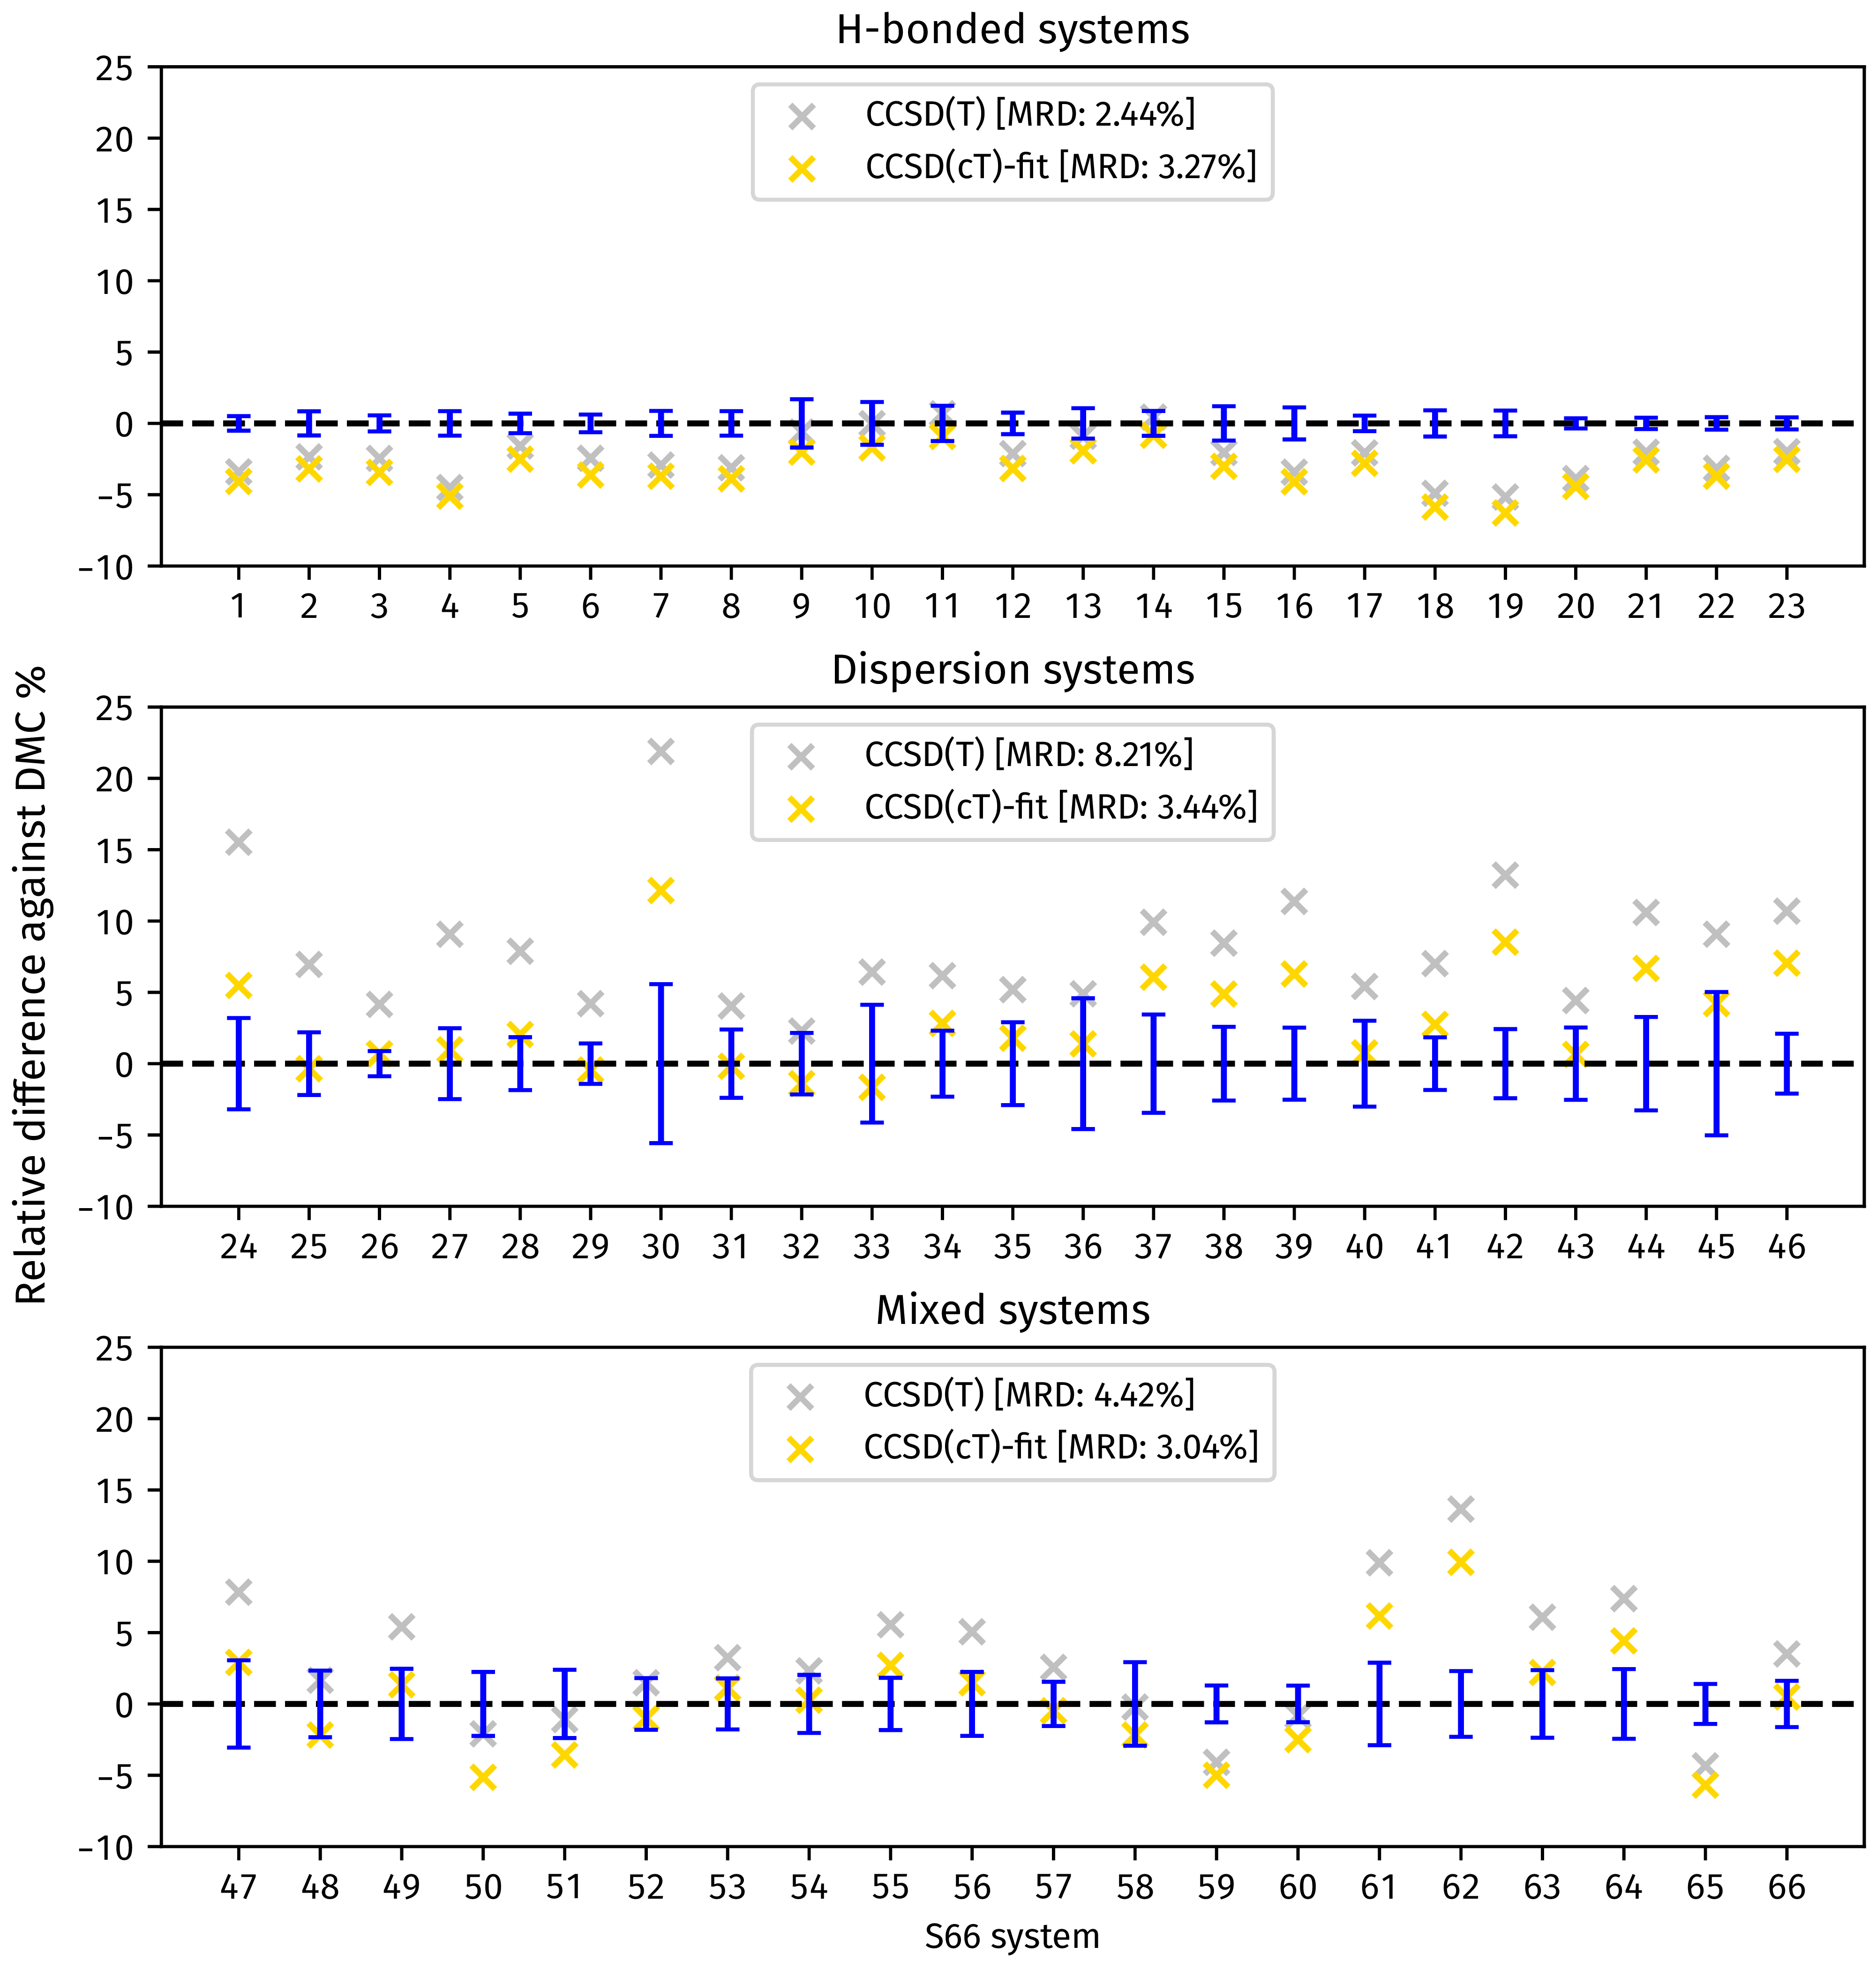 H-bonded systems
25
20
15
10
5
0
−5
−10
CCSD(T) [MRD: 2.44%]
CCSD(cT)-fit [MRD: 3.27%]
1 2 3 4 5 6 7 8 9 10 11 12 13 14 15 16 17 18 19 20 21 22 23
Relative difference against DMC %
Dispersion systems
25
20
15
10
5
0
−5
−10
CCSD(T) [MRD: 8.21%]
CCSD(cT)-fit [MRD: 3.44%]
24 25 26 27 28 29 30 31 32 33 34 35 36 37 38 39 40 41 42 43 44 45 46
Mixed systems
25
20
15
10
5
0
−5
−10
CCSD(T) [MRD: 4.42%]
CCSD(cT)-fit [MRD: 3.04%]
47 48 49 50 51 52 53 54 55 56 57 58 59 60 61 62 63 64 65 66
S66 system